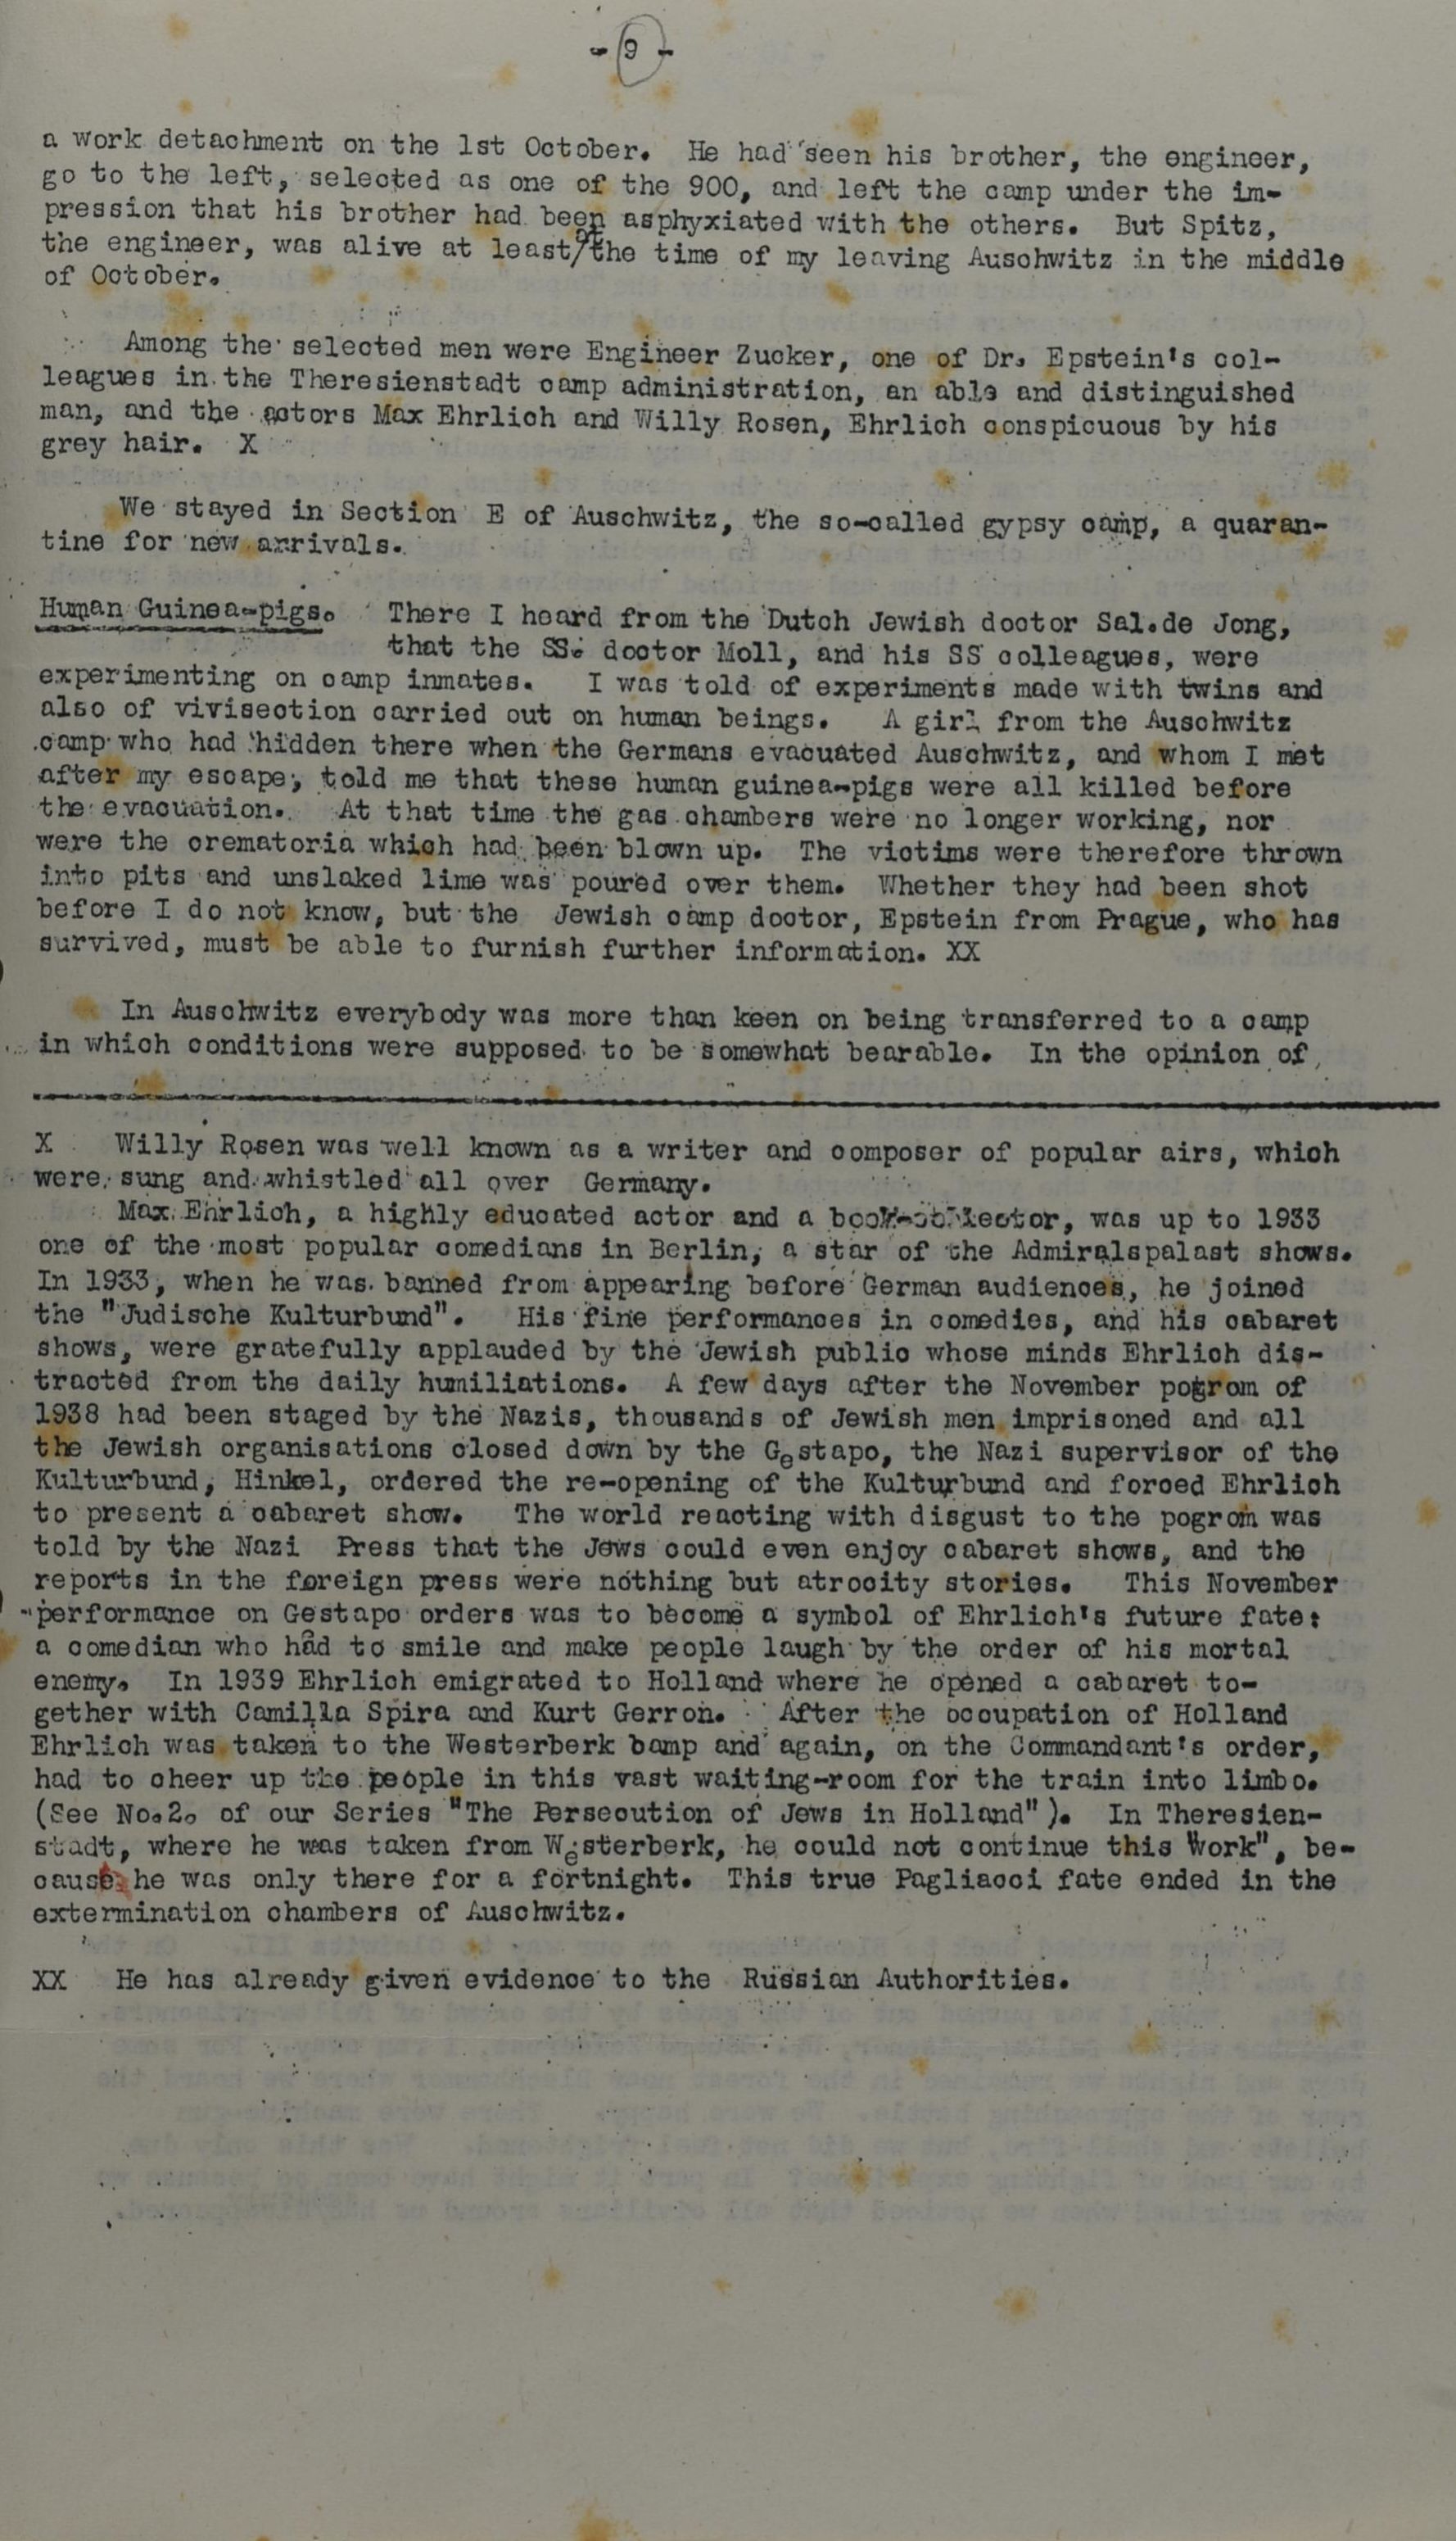 - 9 -
a work detachment on the 1st October. He had seen his brother, the engineer,
go to the left, selected as one of the 900, and left the camp under the im-
pression that his brother had been asphyxiated with the others. But Spitz,
the engineer, was alive at least/at the time of my leaving Auschwitz in the middle
of October.
Among the selected men were Engineer Zucker, one of Dr. Epstein's col-
leagues in the Theresienstadt camp administration, an able and distinguished
man, and the actors Max Ehrlich and Willy Rosen, Ehrlich conspicuous by his
grey hair. X
We stayed in Section E of Auschwitz, the so-called gypsy camp, a quaran-
tine for new arrivals.
Human Guinea-pigs. There I heard from the Dutch Jewish doctor Sal.de Jong,
that the SS. doctor Moll, and his SS colleagues, were
experimenting on camp inmates. I was told of experiments made with twins and
also of vivisection carried out on human beings. A girl from the Auschwitz
camp who had hidden there when the Germans evacuated Auschwitz, and whom I met
after my escape, told me that these human guinea-pigs were all killed before
the evacuation. At that time the gas chambers were no longer working, nor
were the crematoria which had been blown up. The victims were therefore thrown
into pits and unslaked lime was poured over them. Whether they had been shot
before I do not know, but the Jewish camp doctor, Epstein from Prague, who has
survived, must be able to furnish further information. XX
In Auschwitz everybody was more than keen on being transferred to a camp
in which conditions were supposed to be somewhat bearable. In the opinion of
X Willy Rosen was well known as a writer and composer of popular airs, which
were sung and whistled all over Germany.
Max Ehrlich, a highly educated actor and a book-collector, was up to 1933
one of the most popular comedians in Berlin, a star of the Admiralspalast shows.
In 1933, when he was banned from appearing before German audiences, he joined
the "Judische Kulturbund". His fine performances in comedies, and his cabaret
shows, were gratefully applauded by the Jewish public whose minds Ehrlich dis-
tracted from the daily humiliations. A few days after the November pogrom of
1938 had been staged by the Nazis, thousands of Jewish men imprisoned and all
the Jewish organisations closed down by the Gestapo, the Nazi supervisor of the
Kulturbund, Hinkel, ordered the re-opening of the Kulturbund and forced Ehrlich
to present a cabaret show. The world reacting with disgust to the pogrom was
told by the Nazi Press that the Jews could even enjoy cabaret shows, and the
reports in the foreign press were nothing but atrocity stories. This November
performance on Gestapo orders was to become a symbol of Ehrlich's future fate:
a comedian who had to smile and make people laugh by the order of his mortal
enemy. In 1939 Ehrlich emigrated to Holland where he opened a cabaret to-
gether with Camilla Spira and Kurt Gerron. After the occupation of Holland
Ehrlich was taken to the Westerberk bamp and again, on the Commandant's order,
had to cheer up the people in this vast waiting-room for the train into limbo.
(See No.2. of our Series "The Persecution of Jews in Holland"). In Theresien-
stadt, where he was taken from Westerberk, he could not continue this "work", be-
cause he was only there for a fortnight. This true Pagliacci fate ended in the
extermination chambers of Auschwitz.
XX He has already given evidence to the Russian Authorities.